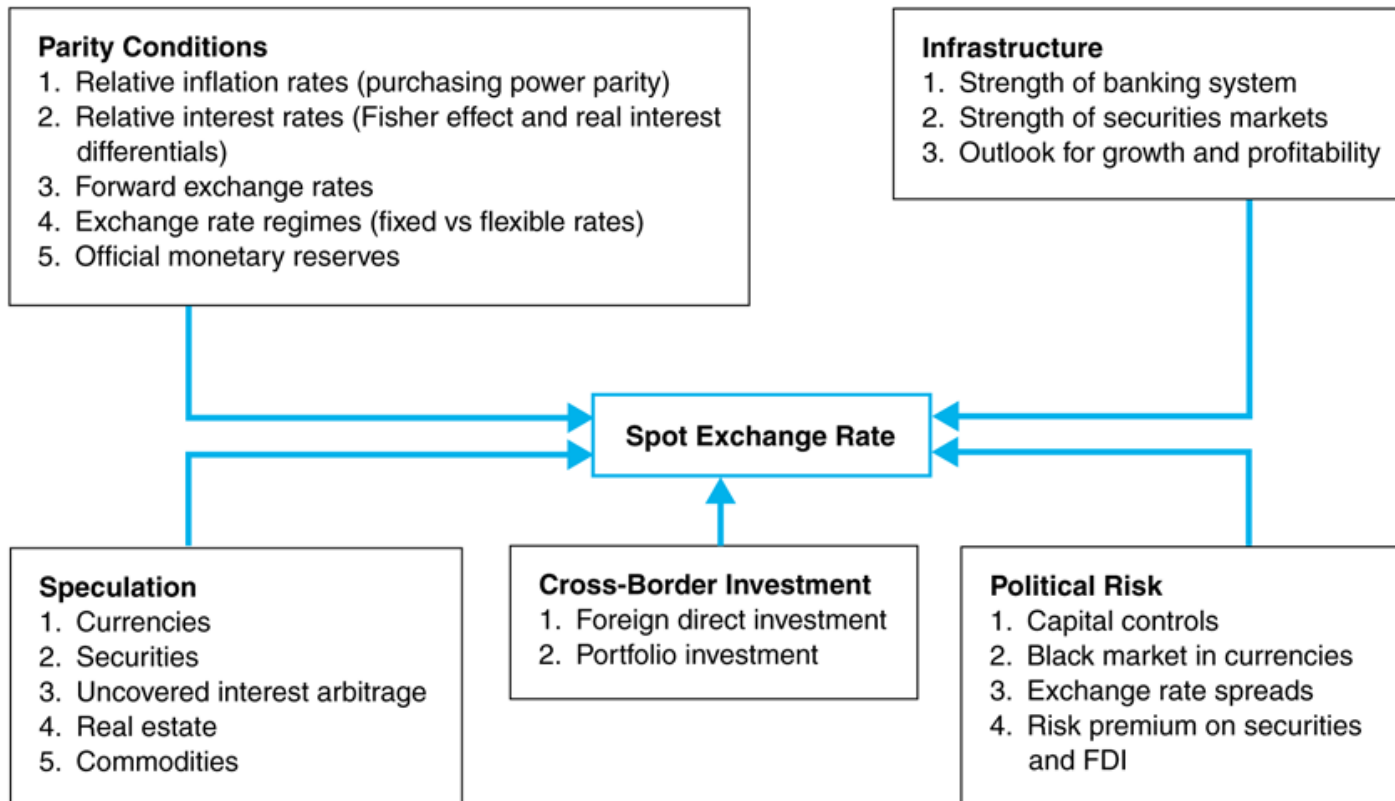 Parity Conditions
1. Relative inflation rates (purchasing power parity)
2. Relative interest rates (Fisher effect and real interest
differentials)
3. Forward exchange rates
4. Exchange rate regimes (fixed vs flexible rates)
5. Official monetary reserves
Infrastructure
1. Strength of banking system
2. Strength of securities markets
3. Outlook for growth and profitability
Spot Exchange Rate
Speculation
1. Currencies
2. Securities
3. Uncovered interest arbitrage
4. Real estate
5. Commodities
Cross-Border Investment
1. Foreign direct investment
2. Portfolio investment
Political Risk
1. Capital controls
2. Black market in currencies
3. Exchange rate spreads
4. Risk premium on securities
and FDI